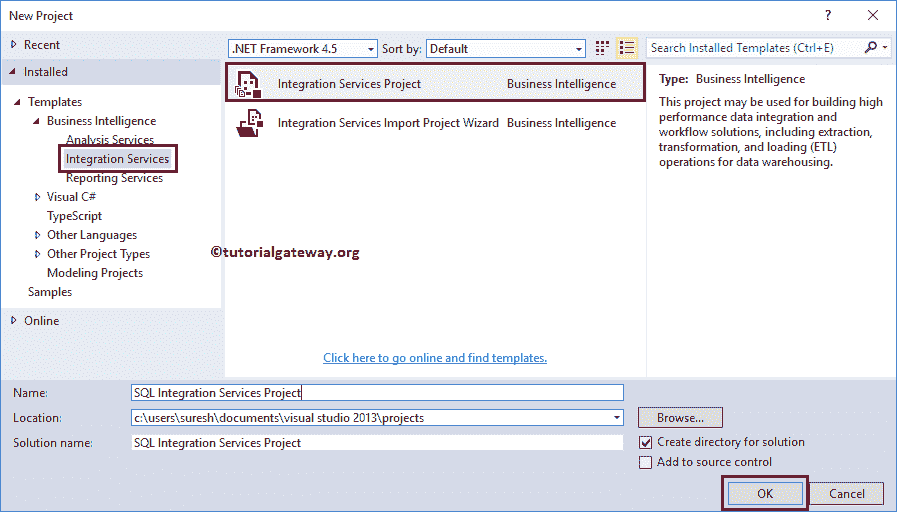 New Project
Recent
.NET Framework 4.5 Sort by: Default Search Installed Templates (Ctrl+E)
Installed
Templates
Business Intelligence
Analysis Services
Integration Services
Reporting Services
Visual C#
TypeScript
Other Languages
Other Project Types
Modeling Projects
Samples
Online
Integration Services Project Business Intelligence
Integration Services Import Project Wizard Business Intelligence
©tutorialgateway.org
Click here to go online and find templates.
Type: Business Intelligence
This project may be used for building high
performance data integration and
workflow solutions, including extraction,
transformation, and loading (ETL)
operations for data warehousing.
Name: SQL Integration Services Project
Location: c:\users\suresh\documents\visual studio 2013\projects Browse...
Solution name: SQL Integration Services Project Create directory for solution
Add to source control
OK Cancel